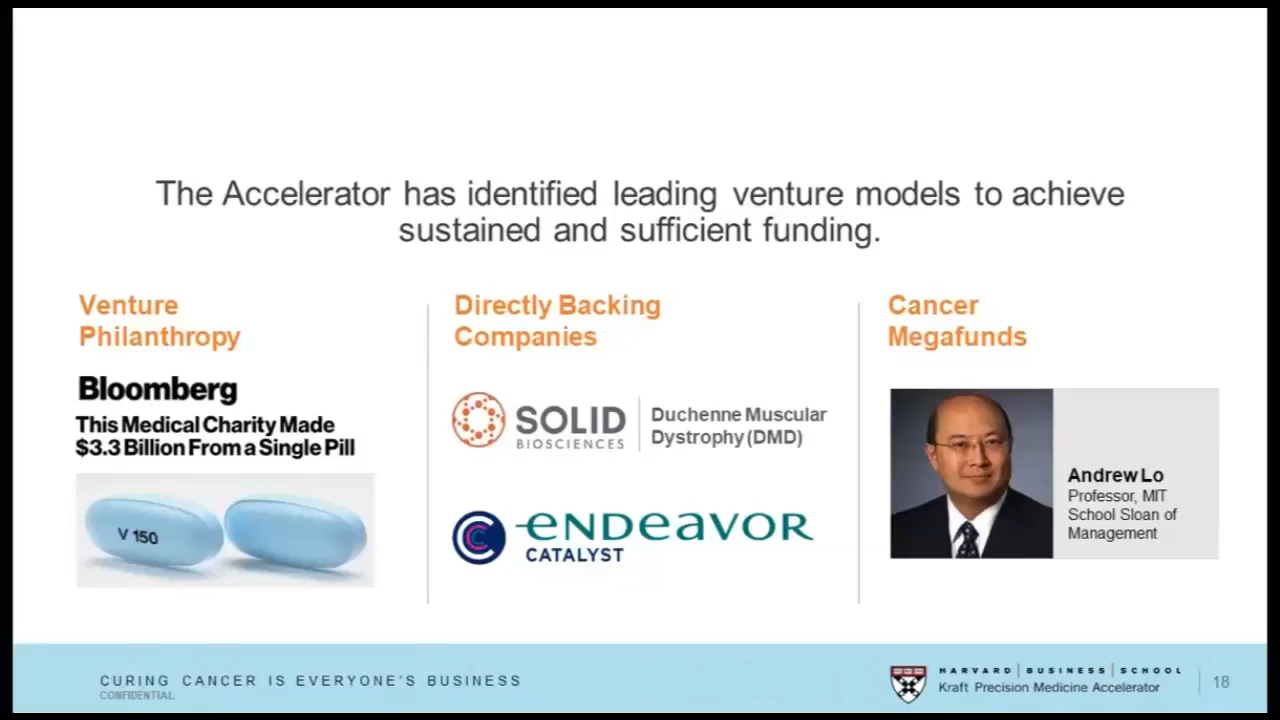 The Accelerator has identified leading venture models to achieve
sustained and sufficient funding.
Venture
Philanthropy
Bloomberg
This Medical Charity Made
$3.3 Billion From a Single Pill
V 150
Directly Backing
Companies
SOLID
BIOSCIENCES
Duchenne Muscular
Dystrophy (DMD)
ENDEAVOR
CATALYST
Cancer
Megafunds
Andrew Lo
Professor, MIT
School Sloan of
Management
CURING CANCER IS EVERYONE'S BUSINESS
CONFIDENTIAL
HARVARD | BUSINESS | SCHOOL
Kraft Precision Medicine Accelerator
18